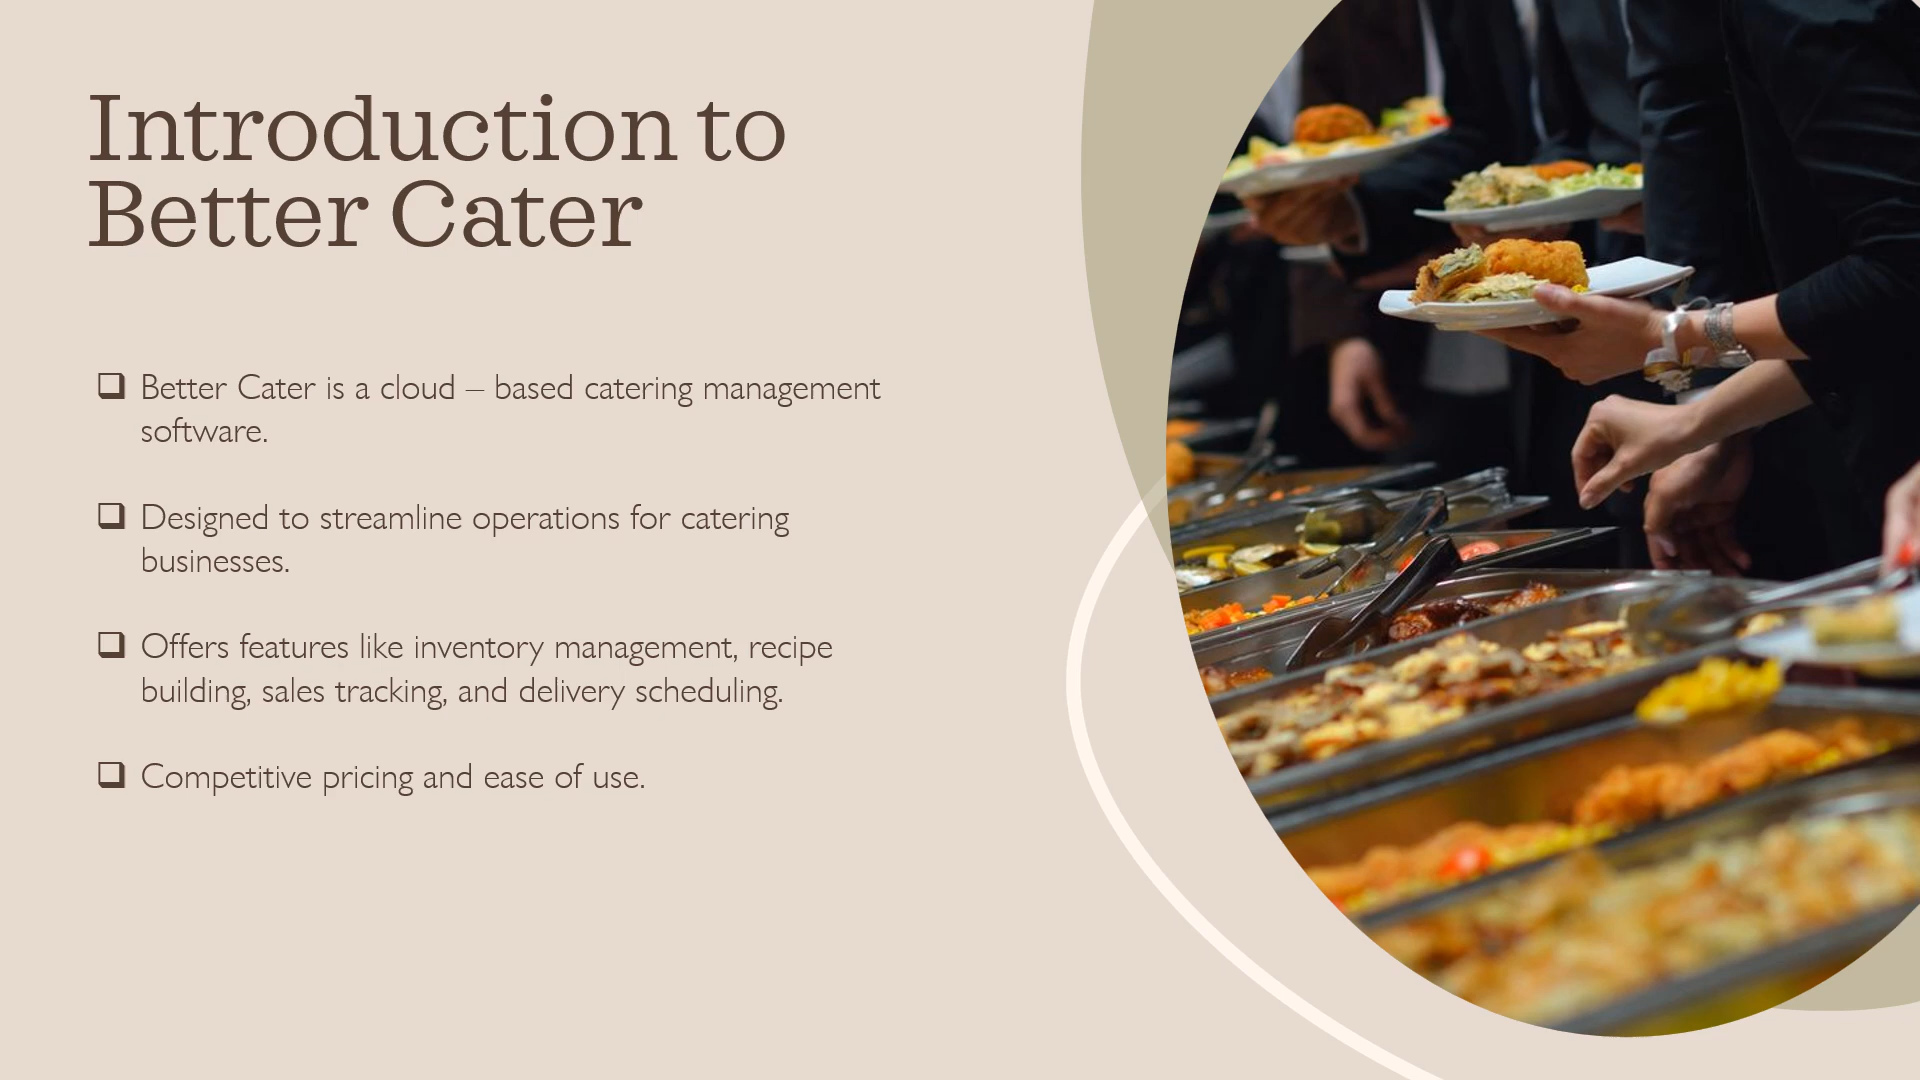 Introduction to
Better Cater
❑ Better Cater is a cloud – based catering management
software.
❑ Designed to streamline operations for catering
businesses.
❑ Offers features like inventory management, recipe
building, sales tracking, and delivery scheduling.
❑ Competitive pricing and ease of use.